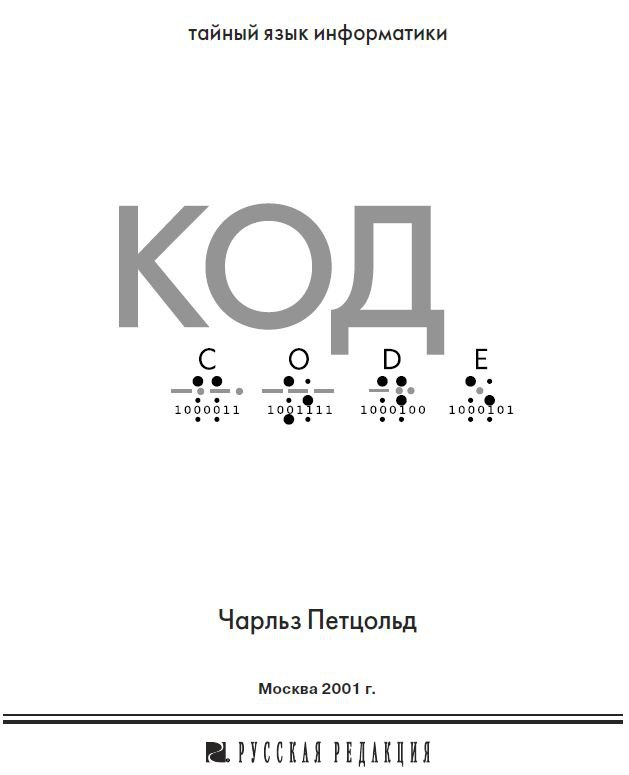 тайный язык информатики
КОД
C O D E
1000011 1001111 1000100 1000101
Чарльз Петцольд
Москва 2001 г.
РУССКАЯ РЕДАКЦИЯ